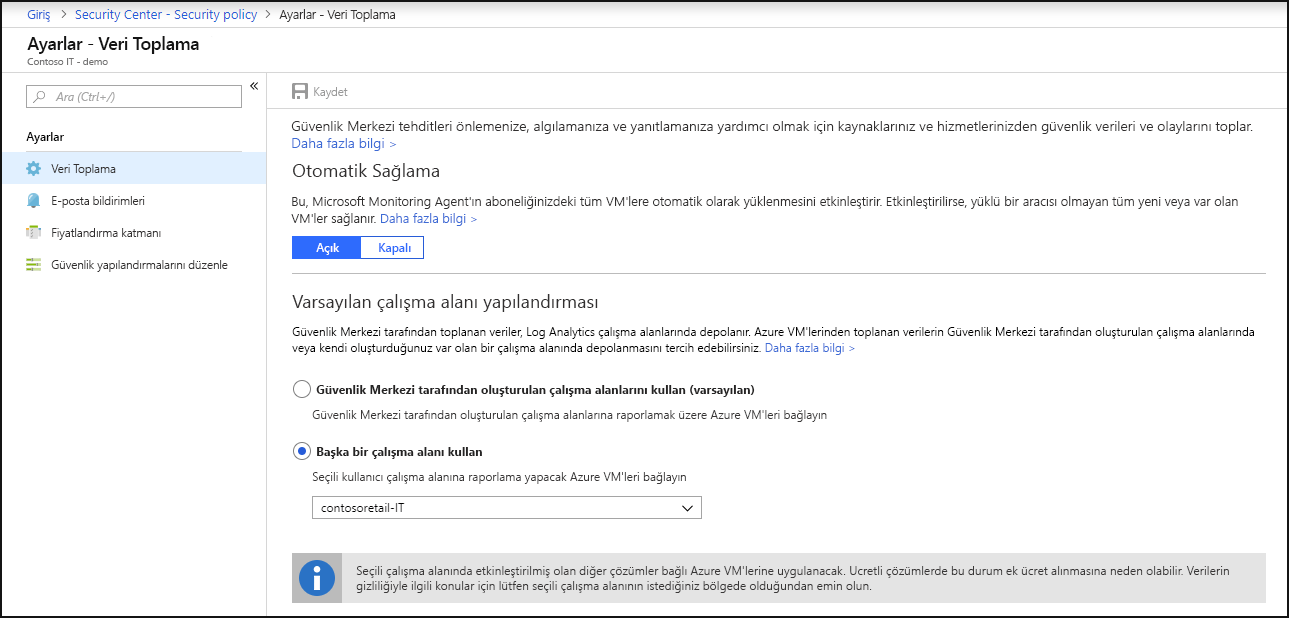 Giriş > Security Center - Security policy > Ayarlar - Veri Toplama
Ayarlar - Veri Toplama
Contoso IT - demo
Ara (Ctrl+/)
«
Ayarlar
Veri Toplama
E-posta bildirimleri
Fiyatlandırma katmanı
Güvenlik yapılandırmalarını düzenle
Kaydet
Güvenlik Merkezi tehditleri önlemenize, algılamanıza ve yanıtlamanıza yardımcı olmak için kaynaklarınız ve hizmetlerinizden güvenlik verileri ve olaylarını toplar.
Daha fazla bilgi >
Otomatik Sağlama
Bu, Microsoft Monitoring Agent'ın aboneliğinizdeki tüm VM'lere otomatik olarak yüklenmesini etkinleştirir. Etkinleştirilirse, yüklü bir aracısı olmayan tüm yeni veya var olan
VM'ler sağlanır. Daha fazla bilgi >
Açık Kapalı
Varsayılan çalışma alanı yapılandırması
Güvenlik Merkezi tarafından toplanan veriler, Log Analytics çalışma alanlarında depolanır. Azure VM'lerinden toplanan verilerin Güvenlik Merkezi tarafından oluşturulan çalışma alanlarında
veya kendi oluşturduğunuz var olan bir çalışma alanında depolanmasını tercih edebilirsiniz. Daha fazla bilgi >
Güvenlik Merkezi tarafından oluşturulan çalışma alanlarını kullan (varsayılan)
Güvenlik Merkezi tarafından oluşturulan çalışma alanlarına raporlamak üzere Azure VM'leri bağlayın
Başka bir çalışma alanı kullan
Seçili kullanıcı çalışma alanına raporlama yapacak Azure VM'leri bağlayın
contosoretail-IT
Seçili çalışma alanında etkinleştirilmiş olan diğer çözümler bağlı Azure VM'lerine uygulanacak. Ucretli çözümlerde bu durum ek ücret alınmasına neden olabilir. Verilerin
gizliliğiyle ilgili konular için lütfen seçili çalışma alanının istediğiniz bölgede olduğundan emin olun.